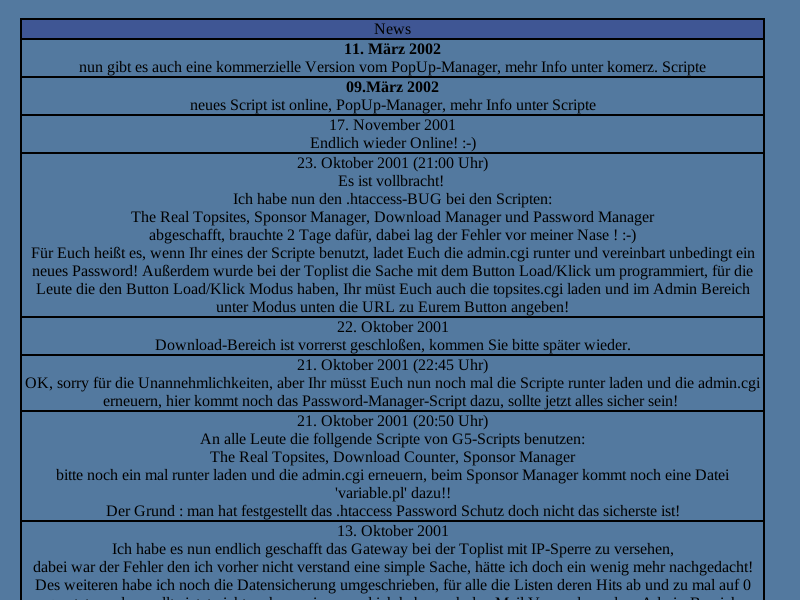 News
11. März 2002
nun gibt es auch eine kommerzielle Version vom PopUp-Manager, mehr Info unter komerz. Scripte
09.März 2002
neues Script ist online, PopUp-Manager, mehr Info unter Scripte
17. November 2001
Endlich wieder Online! :-)
23. Oktober 2001 (21:00 Uhr)
Es ist vollbracht!
Ich habe nun den .htaccess-BUG bei den Scripten:
The Real Topsites, Sponsor Manager, Download Manager und Password Manager
abgeschafft, brauchte 2 Tage dafür, dabei lag der Fehler vor meiner Nase ! :-)
Für Euch heißt es, wenn Ihr eines der Scripte benutzt, ladet Euch die admin.cgi runter und vereinbart unbedingt ein
neues Password! Außerdem wurde bei der Toplist die Sache mit dem Button Load/Klick um programmiert, für die
Leute die den Button Load/Klick Modus haben, Ihr müst Euch auch die topsites.cgi laden und im Admin Bereich
unter Modus unten die URL zu Eurem Button angeben!
22. Oktober 2001
Download-Bereich ist vorrerst geschloßen, kommen Sie bitte später wieder.
21. Oktober 2001 (22:45 Uhr)
OK, sorry für die Unannehmlichkeiten, aber Ihr müsst Euch nun noch mal die Scripte runter laden und die admin.cgi
erneuern, hier kommt noch das Password-Manager-Script dazu, sollte jetzt alles sicher sein!
21. Oktober 2001 (20:50 Uhr)
An alle Leute die follgende Scripte von G5-Scripts benutzen:
The Real Topsites, Download Counter, Sponsor Manager
bitte noch ein mal runter laden und die admin.cgi erneuern, beim Sponsor Manager kommt noch eine Datei
'variable.pl' dazu!!
Der Grund : man hat festgestellt das .htaccess Password Schutz doch nicht das sicherste ist!
13. Oktober 2001
Ich habe es nun endlich geschafft das Gateway bei der Toplist mit IP-Sperre zu versehen,
dabei war der Fehler den ich vorher nicht verstand eine simple Sache, hätte ich doch ein wenig mehr nachgedacht!
Des weiteren habe ich noch die Datensicherung umgeschrieben, für alle die Listen deren Hits ab und zu mal auf 0